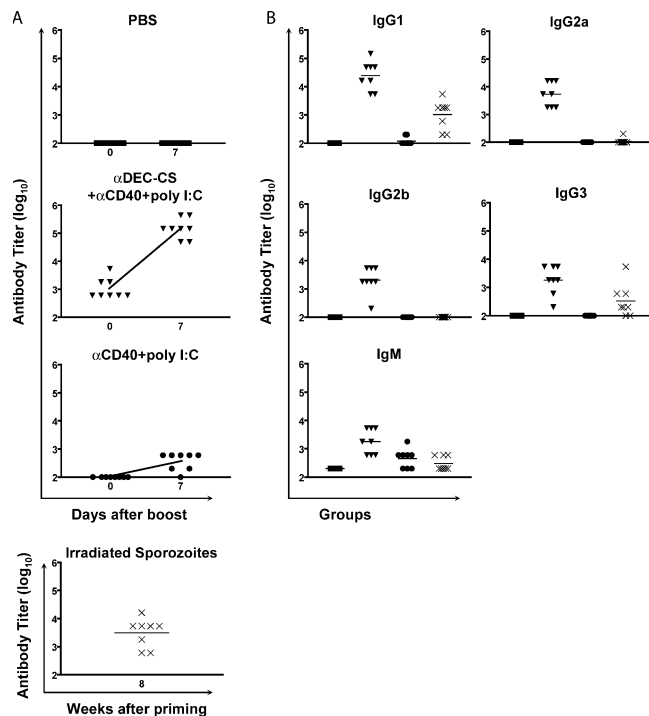 A
PBS
6
5
4
3
2
0
7
αDEC-CS
+αCD40+poly I:C
6
5
4
3
2
0
7
αCD40+poly I:C
6
5
4
3
2
0
7
Antibody Titer (log10)
Days after boost
Irradiated Sporozoites
6
5
4
3
2
8
Antibody Titer (log10)
Weeks after priming
B
IgG1
6
5
4
3
2
IgG2a
6
5
4
3
2
IgG2b
6
5
4
3
2
IgG3
6
5
4
3
2
IgM
6
5
4
3
2
Antibody Titer (log10)
Groups